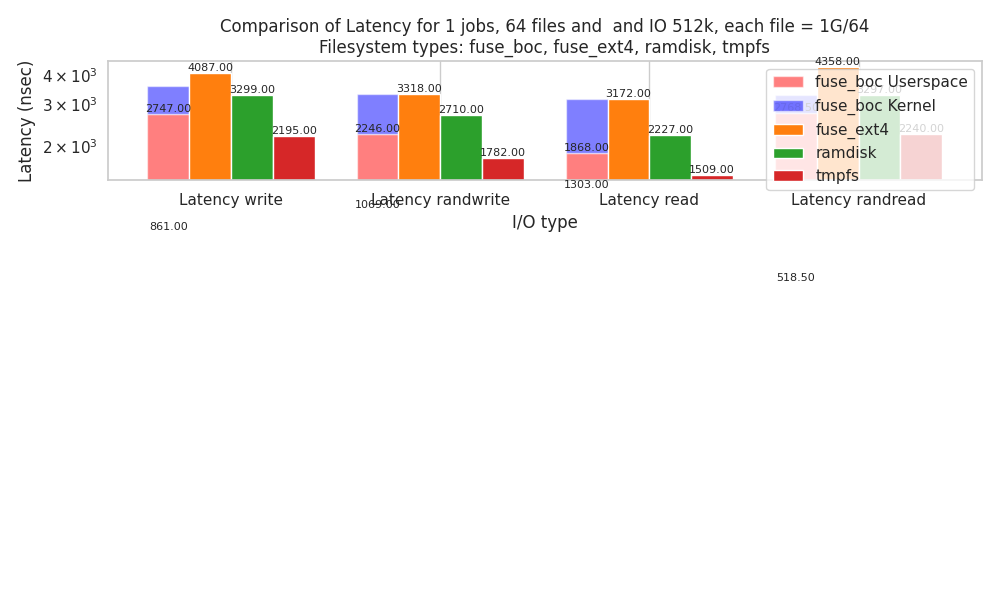 Comparison of Latency for 1 jobs, 64 files and  and IO 512k, each file = 1G/64
Filesystem types: fuse_boc, fuse_ext4, ramdisk, tmpfs
Latency (nsec)
4 × 10³
3 × 10³
2 × 10³
2747.00
4087.00
3299.00
2195.00
861.00
2246.00
3318.00
2710.00
1782.00
1069.00
1868.00
3172.00
2227.00
1509.00
1303.00
4358.00
3297.00
2240.00
518.50
fuse_boc Userspace
fuse_boc Kernel
fuse_ext4
ramdisk
tmpfs
Latency write
Latency randwrite
Latency read
Latency randread
I/O type